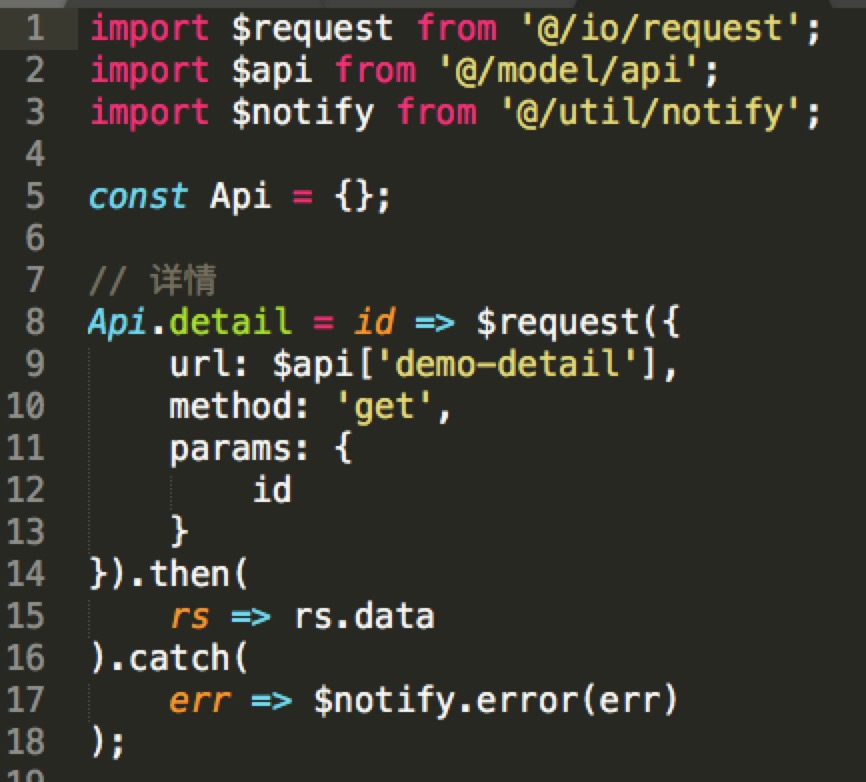 1 import $request from '@/io/request';
2 import $api from '@/model/api';
3 import $notify from '@/util/notify';
4
5 const Api = {};
6
7 // 详情
8 Api.detail = id => $request({
9     url: $api['demo-detail'],
10     method: 'get',
11     params: {
12         id
13     }
14 }).then(
15     rs => rs.data
16 ).catch(
17     err => $notify.error(err)
18 );
19